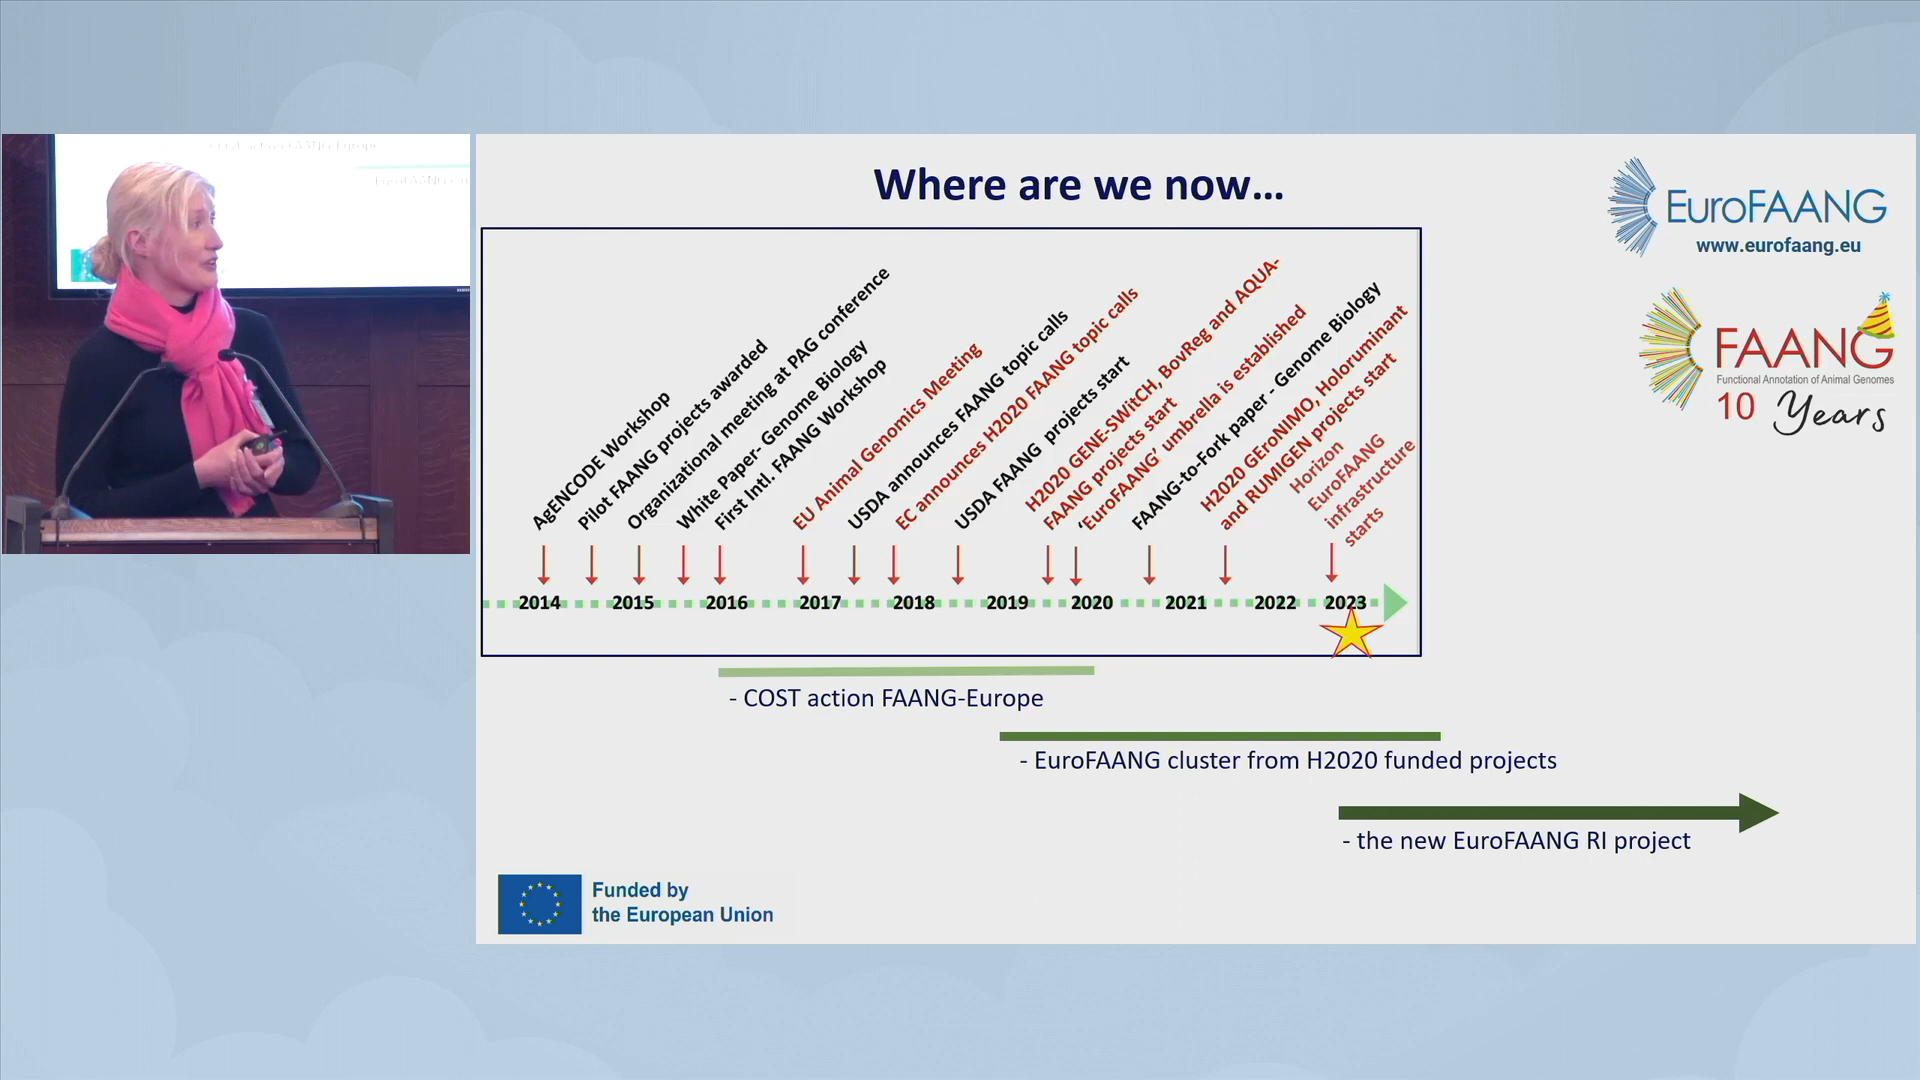 Where are we now...
EuroFAANG
www.eurofaang.eu
FAANG
Functional Annotation of Animal Genomes
10 Years
AgENCODE Workshop
Pilot FAANG projects awarded
Organizational meeting at PAG conference
White Paper- Genome Biology
First Intl. FAANG Workshop
EU Animal Genomics Meeting
USDA announces FAANG topic calls
EC announces H2020 FAANG topic calls
USDA FAANG projects start
H2020 GENE-SWitCH, BovReg and AQUA-
FAANG projects start
'EuroFAANG' umbrella is established
FAANG-to-Fork paper - Genome Biology
H2020 GEroNIMO, Holoruminant
and RUMIGEN projects start
Horizon
EuroFAANG
infrastructure
starts
2014 2015 2016 2017 2018 2019 2020 2021 2022 2023
- COST action FAANG-Europe
- EuroFAANG cluster from H2020 funded projects
- the new EuroFAANG RI project
Funded by
the European Union